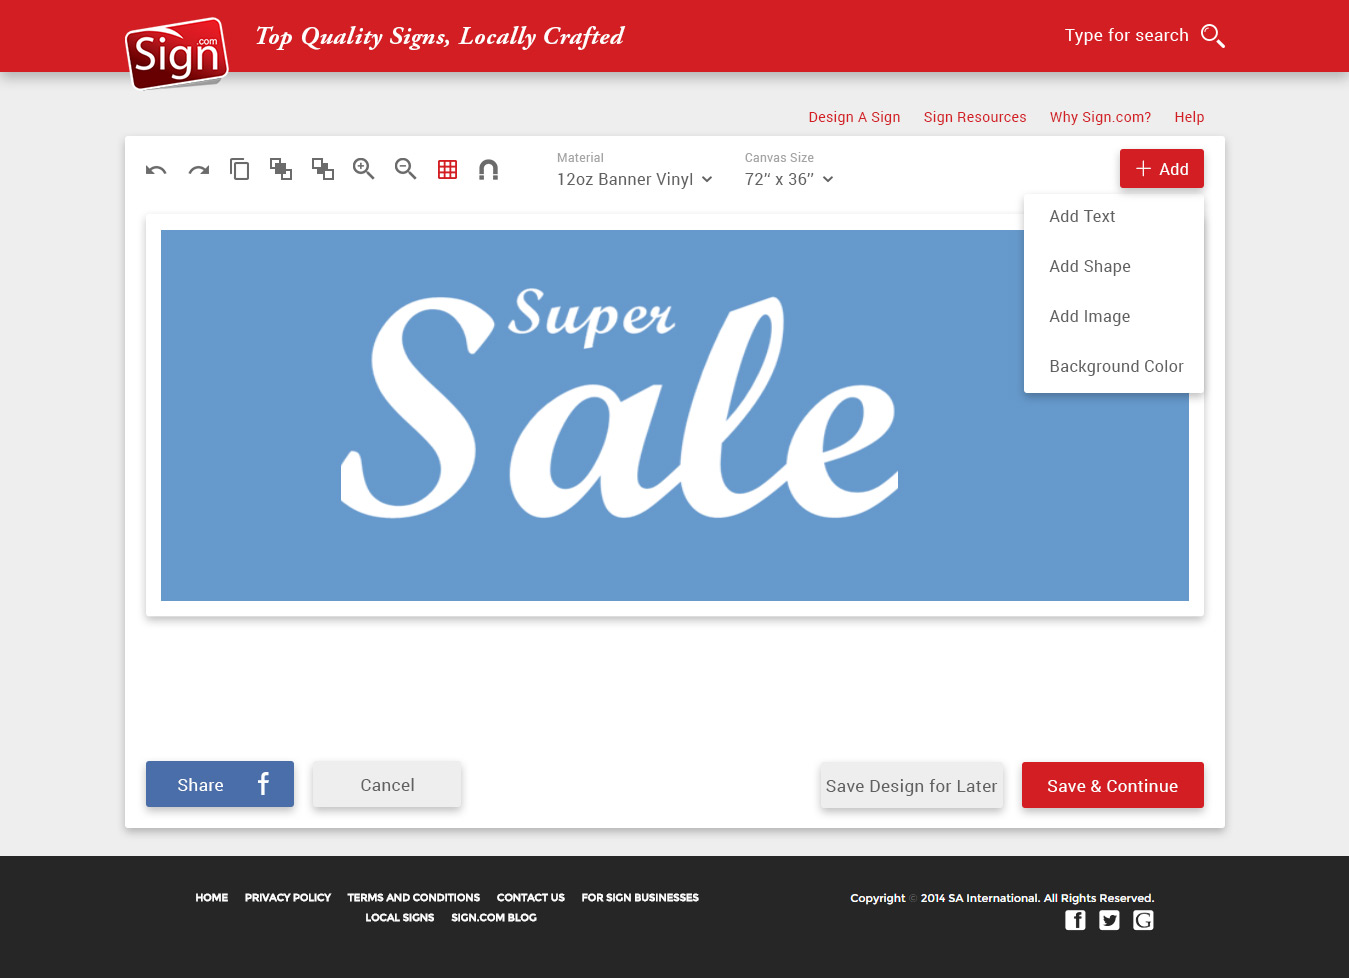 Sign
.com
Top Quality Signs, Locally Crafted
Type for search
Design A Sign Sign Resources Why Sign.com? Help
Material
12oz Banner Vinyl
Canvas Size
72" x 36"
Add
Add Text
Add Shape
Add Image
Background Color
Super
Sale
Share f
Cancel
Save Design for Later
Save & Continue
HOME PRIVACY POLICY TERMS AND CONDITIONS CONTACT US FOR SIGN BUSINESSES
LOCAL SIGNS SIGN.COM BLOG
Copyright © 2014 SA International. All Rights Reserved.
f G